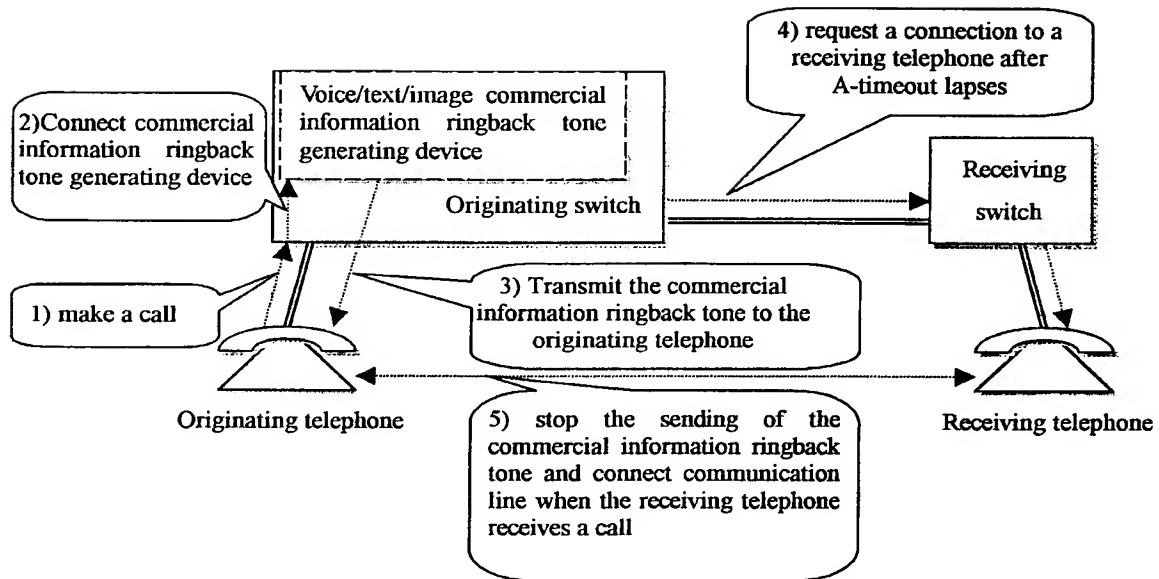 4) request a connection to a
receiving telephone after
A-timeout lapses
Voice/text/image commercial
information ringback tone
generating device
2)Connect commercial
information ringback
tone generating device
Originating switch
Receiving
switch
1) make a call
3) Transmit the commercial
information ringback tone to the
originating telephone
Originating telephone
Receiving telephone
5) stop the sending of the
commercial information ringback
tone and connect communication
line when the receiving telephone
receives a call